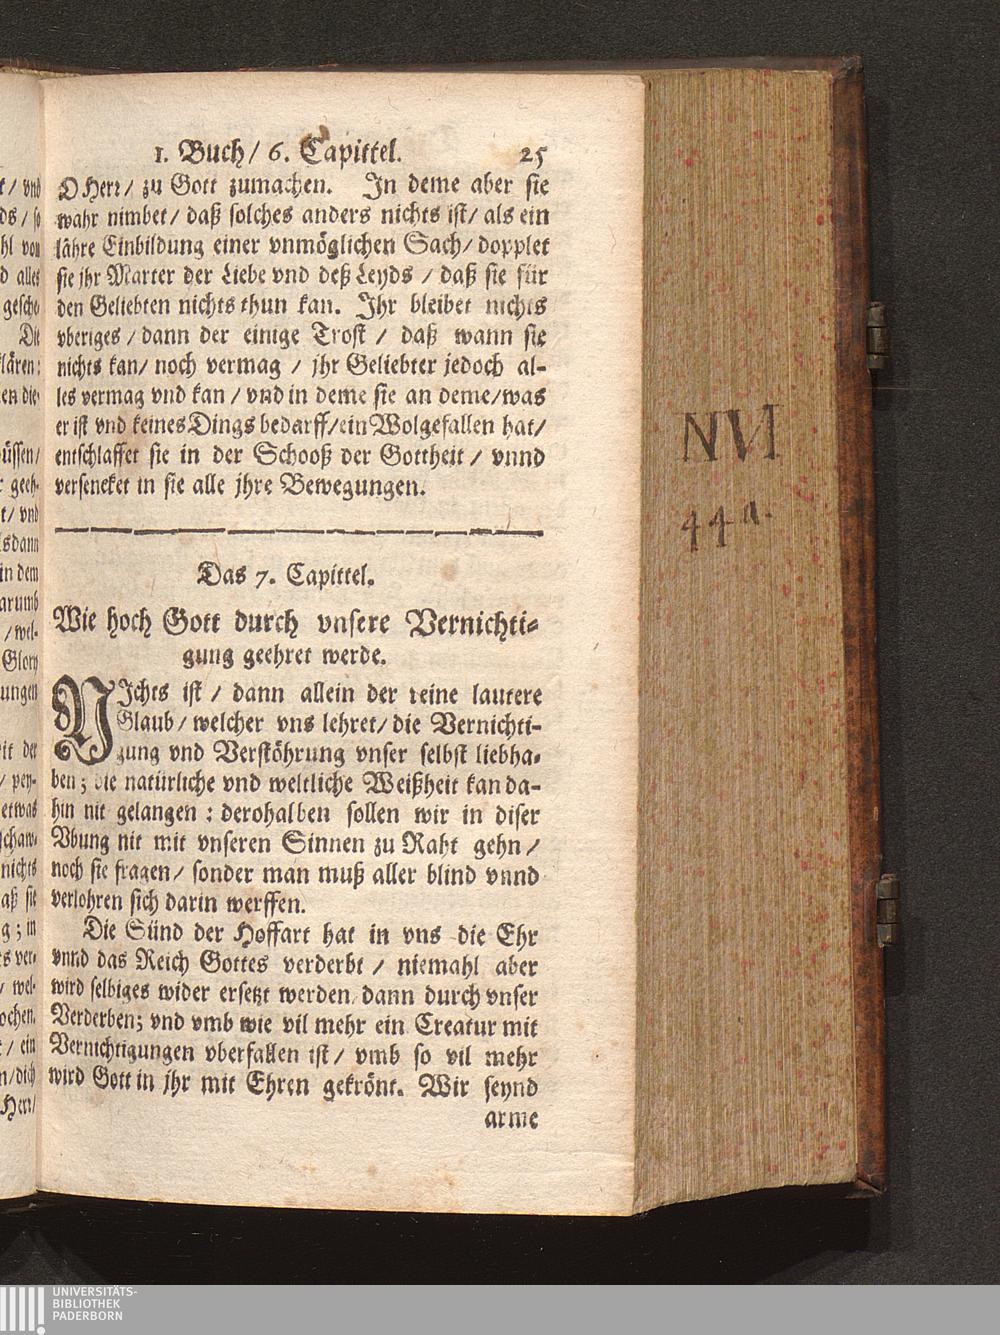 1. Buch/ 6. Capittel. 25
O Herr/ zu Gott zumachen. In deme aber sie
wahr nimbet/ daß solches anders nichts ist/ als ein
lähre Einbildung einer vnmöglichen Sach/ dopplet
sie jhr Marter der Liebe vnd deß Leyds / daß sie für
den Geliebten nichts thun kan. Ihr bleibet nichts
vberiges / dann der einige Trost / daß wann sie
nichts kan/ noch vermag / jhr Geliebter jedoch al-
les vermag vnd kan / vnd in deme sie an deme/was
er ist vnd keines Dings bedarff/ein Wolgefallen hat/
entschlaffet sie in der Schooß der Gottheit / vnnd
versencket in sie alle jhre Bewegungen.
Das 7. Capittel.
Wie hoch Gott durch vnsere Vernichti-
gung geehret werde.
NIchts ist / dann allein der reine lautere
Glaub/ welcher vns lehret/ die Vernichti-
gung vnd Verstöhrung vnser selbst liebha-
ben; die natürliche vnd weltliche Weißheit kan da-
hin nit gelangen : derohalben sollen wir in diser
Vbung nit mit vnseren Sinnen zu Raht gehn/
noch sie fragen/ sonder man muß aller blind vnnd
verlohren sich darin werffen.
Die Sünd der Hoffart hat in vns die Ehr
vnnd das Reich Gottes verderbt / niemahl aber
wird selbiges wider ersetzt werden, dann durch vnser
Verderben; vnd vmb wie vil mehr ein Creatur mit
Vernichtigungen vberfallen ist/ vmb so vil mehr
wird Gott in jhr mit Ehren gekrönt. Wir seynd
arme
NVI
44 a.
UNIVERSITÄTS-
BIBLIOTHEK
PADERBORN